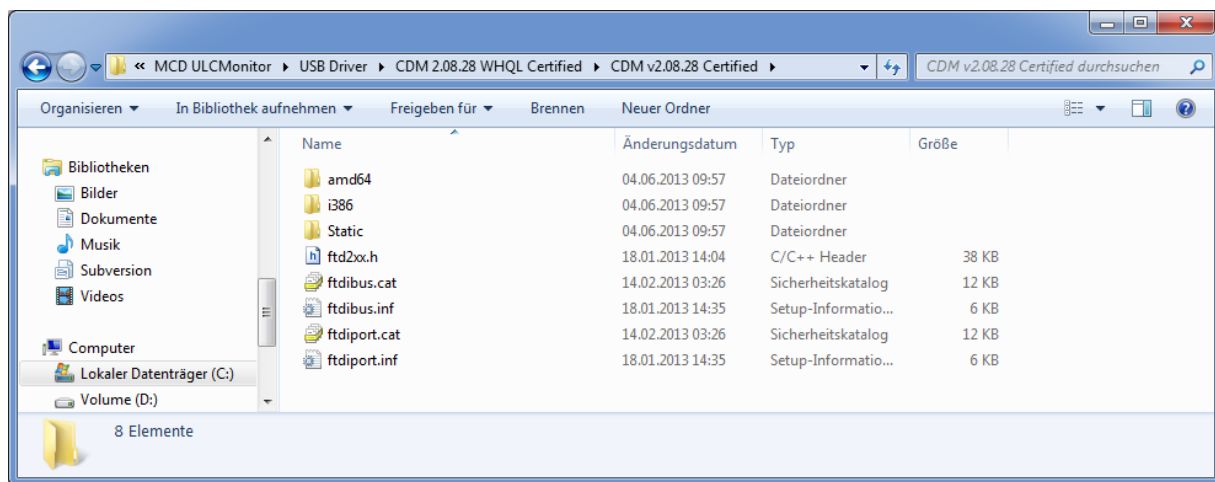 « MCD ULCMonitor ▸ USB Driver ▸ CDM 2.08.28 WHQL Certified ▸ CDM v2.08.28 Certified ▸ CDM v2.08.28 Certified durchsuchen
Organisieren In Bibliothek aufnehmen Freigeben für Brennen Neuer Ordner
Bibliotheken
Bilder
Dokumente
Musik
Subversion
Videos
Computer
Lokaler Datenträger (C:)
Volume (D:)
Name Änderungsdatum Typ Größe
amd64 04.06.2013 09:57 Dateiordner
i386 04.06.2013 09:57 Dateiordner
Static 04.06.2013 09:57 Dateiordner
ftd2xx.h 18.01.2013 14:04 C/C++ Header 38 KB
ftdibus.cat 14.02.2013 03:26 Sicherheitskatalog 12 KB
ftdibus.inf 18.01.2013 14:35 Setup-Informatio... 6 KB
ftdiport.cat 14.02.2013 03:26 Sicherheitskatalog 12 KB
ftdiport.inf 18.01.2013 14:35 Setup-Informatio... 6 KB
8 Elemente